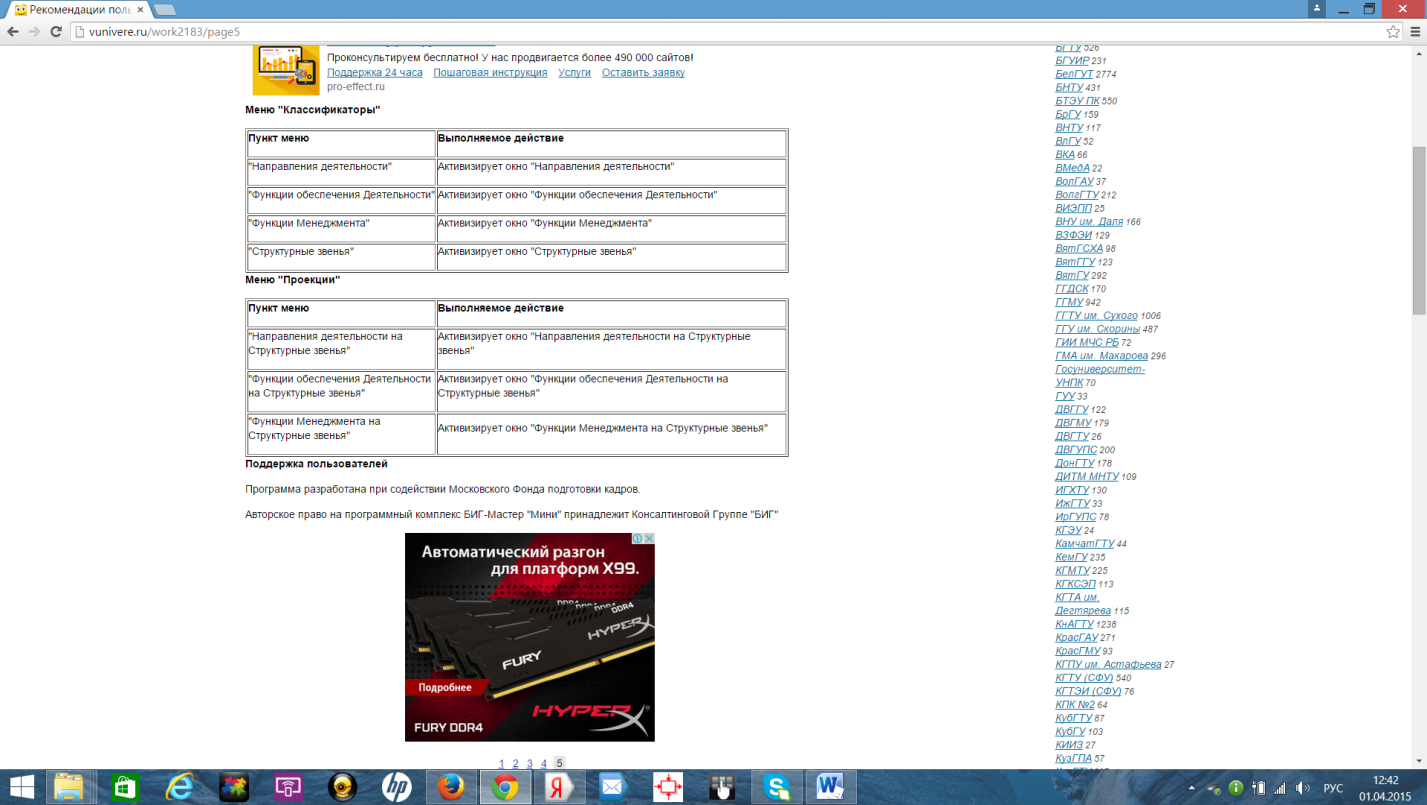 Рекомендации поль
vunivere.ru/work2183/page5
Проконсультируем бесплатно! У нас продвигается более 490 000 сайтов!
Поддержка 24 часа Пошаговая инструкция Услуги Оставить заявку
pro-effect.ru
Меню "Классификаторы"
Пункт меню Выполняемое действие
"Направления деятельности" Активизирует окно "Направления деятельности"
"Функции обеспечения Деятельности" Активизирует окно "Функции обеспечения Деятельности"
"Функции Менеджмента" Активизирует окно "Функции Менеджмента"
"Структурные звенья" Активизирует окно "Структурные звенья"
Меню "Проекции"
Пункт меню Выполняемое действие
"Направления деятельности на
Структурные звенья"
Активизирует окно "Направления деятельности на Структурные
звенья"
"Функции обеспечения Деятельности
на Структурные звенья"
Активизирует окно "Функции обеспечения Деятельности на
Структурные звенья"
"Функции Менеджмента на
Структурные звенья"
Активизирует окно "Функции Менеджмента на Структурные звенья"
Поддержка пользователей
Программа разработана при содействии Московского Фонда подготовки кадров.
Авторское право на программный комплекс БИГ-Мастер "Мини" принадлежит Консалтинговой Группе "БИГ"
Автоматический разгон
для платформ X99.
DDR4
DDR4
DDR4
HYPERX
FURY
Подробнее
HYPERX
FURY DDR4
1 2 3 4 5
БГТУ 526
БГУИР 231
БелГУТ 2774
БНТУ 431
БТЭУ ПК 550
БрГУ 159
ВНТУ 117
ВлГУ 52
ВКА 66
ВМедА 22
ВолГАУ 37
ВолгГТУ 212
ВИЭПП 25
ВНУ им. Даля 166
ВЗФЭИ 129
ВятГСХА 98
ВятГГУ 123
ВятГУ 292
ГГДСК 170
ГГМУ 942
ГГТУ им. Сухого 1006
ГГУ им. Скорины 487
ГИИ МЧС РБ 72
ГМА им. Макарова 296
Госуниверситет-
УНПК 70
ГУУ 33
ДВГГУ 122
ДВГМУ 179
ДВГТУ 26
ДВГУПС 200
ДонГТУ 178
ДИТМ МНТУ 109
ИГХТУ 130
ИжГТУ 33
ИрГУПС 78
КГЭУ 24
КамчатГТУ 44
КемГУ 235
КГМТУ 225
КГКСЭП 113
КГТА им.
Дегтярева 115
КнАГТУ 1238
КрасГАУ 271
КрасГМУ 93
КГПУ им. Астафьева 27
КГТУ (СФУ) 540
КГТЭИ (СФУ) 76
КПК №2 64
КубГТУ 87
КубГУ 103
КИИЗ 27
КузГПА 57
РУС
12:42
01.04.2015